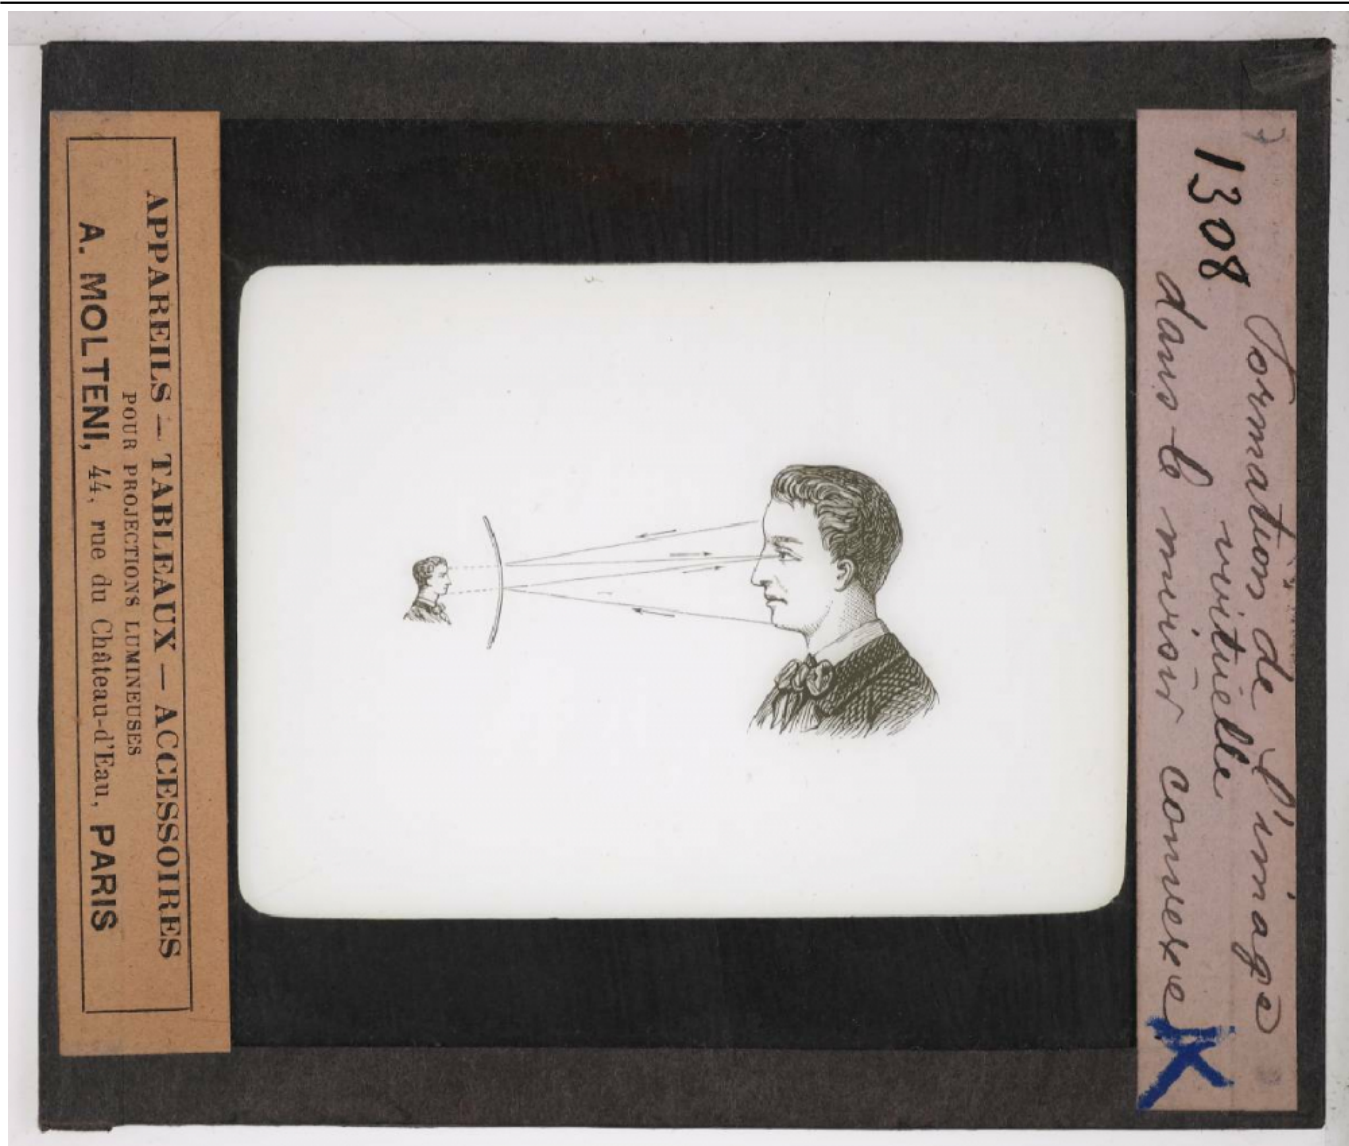 APPAREILS — TABLEAUX — ACCESSOIRES
POUR PROJECTIONS LUMINEUSES
A. MOLTENI, 44, rue du Château-d'Eau, PARIS
Formation de l'image
virtuelle
1308
dans le miroir convexe
X